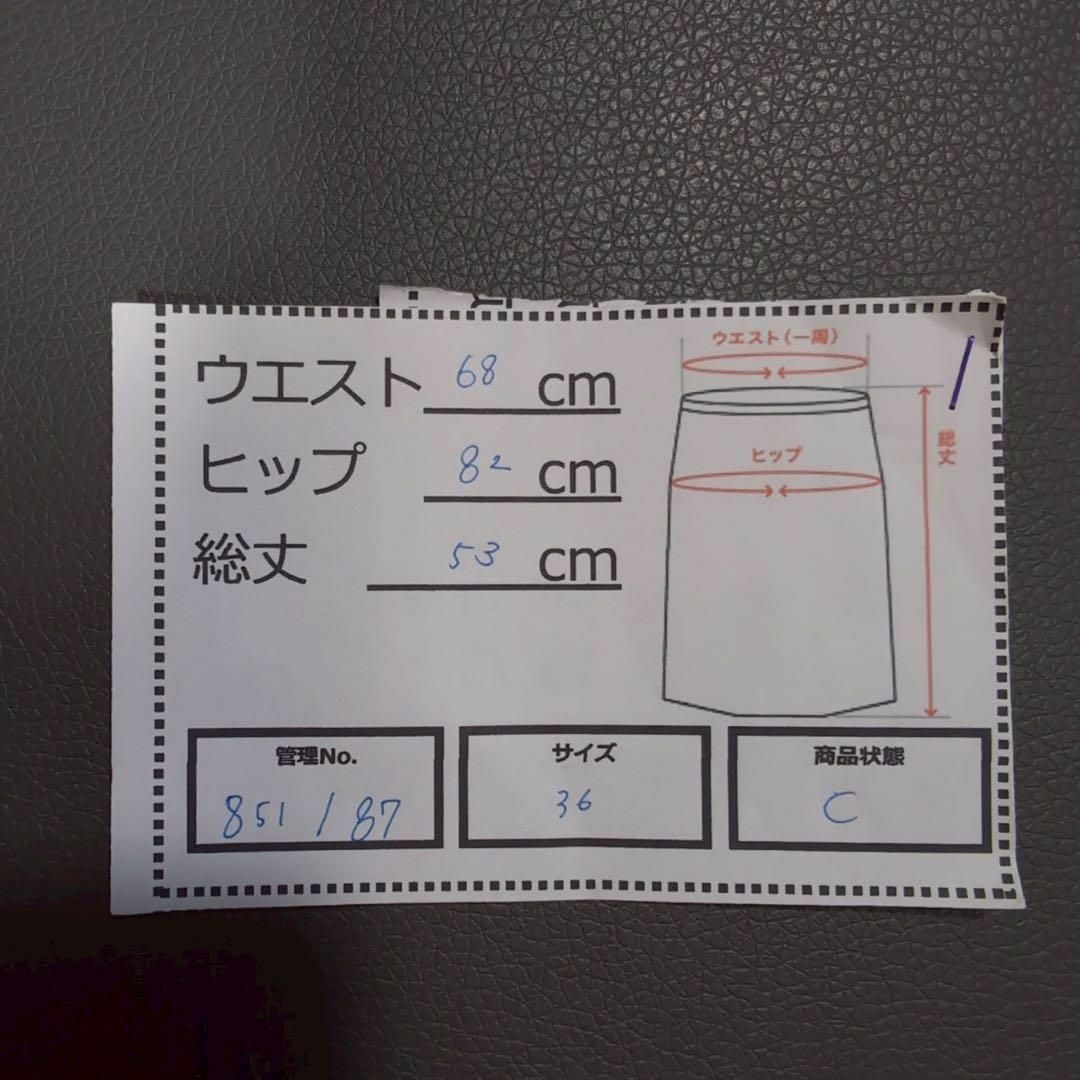 ウエスト 68 cm
ヒップ 82 cm
総丈 53 cm
ウエスト(一周)
ヒップ
総丈
管理No.
851 / 87
サイズ
36
商品状態
C